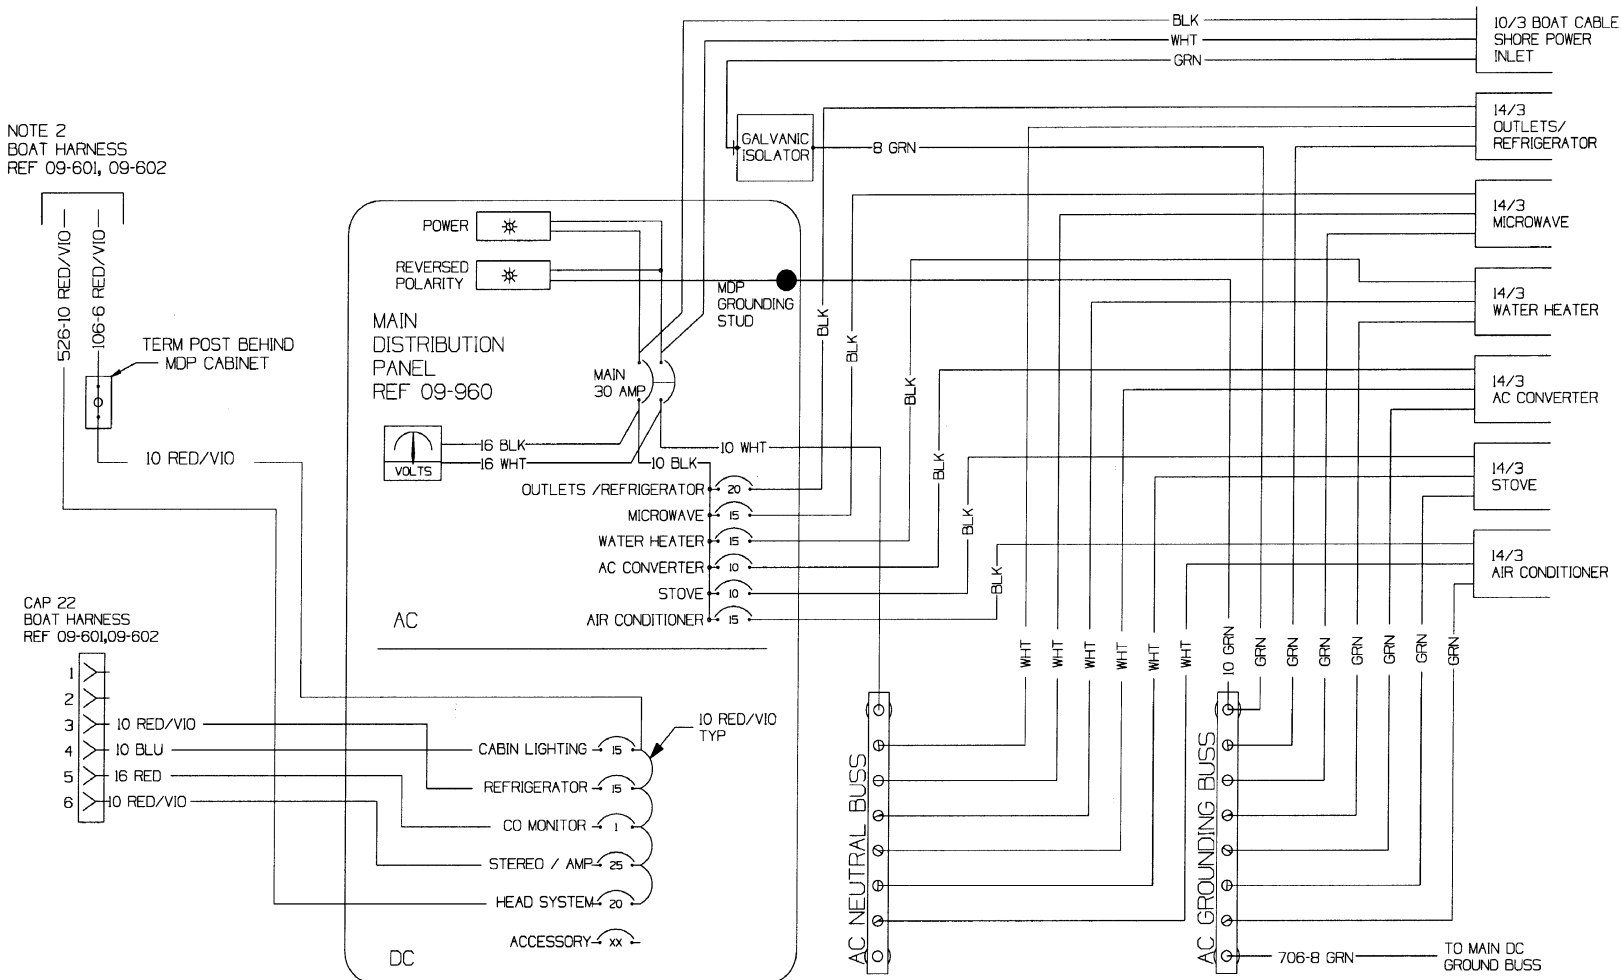 BLK
WHT
GRN
10/3 BOAT CABLE
SHORE POWER
INLET
NOTE 2
BOAT HARNESS
REF 09-601, 09-602
GALVANIC
ISOLATOR
8 GRN
14/3
OUTLETS/
REFRIGERATOR
526-10 RED/VIO
106-6 RED/VIO
POWER
REVERSED
POLARITY
MDP
GROUNDING
STUD
14/3
MICROWAVE
14/3
WATER HEATER
TERM POST BEHIND
MDP CABINET
MAIN
DISTRIBUTION
PANEL
REF 09-960
MAIN
30 AMP
BLK
BLK
BLK
BLK
BLK
BLK
14/3
AC CONVERTER
14/3
STOVE
14/3
AIR CONDITIONER
10 RED/VIO
VOLTS
16 BLK
16 WHT
10 WHT
10 BLK
OUTLETS /REFRIGERATOR 20
MICROWAVE 15
WATER HEATER 15
AC CONVERTER 10
STOVE 10
AIR CONDITIONER 15
AC
CAP 22
BOAT HARNESS
REF 09-601,09-602
1
2
3 10 RED/VIO
4 10 BLU
5 16 RED
6 10 RED/VIO
10 RED/VIO
TYP
CABIN LIGHTING 15
REFRIGERATOR 15
CO MONITOR 1
STEREO / AMP 25
HEAD SYSTEM 20
ACCESSORY XX
DC
WHT
WHT
WHT
WHT
WHT
WHT
10 GRN
GRN
GRN
GRN
GRN
GRN
GRN
GRN
AC NEUTRAL BUSS
AC GROUNDING BUSS
706-8 GRN
TO MAIN DC
GROUND BUSS